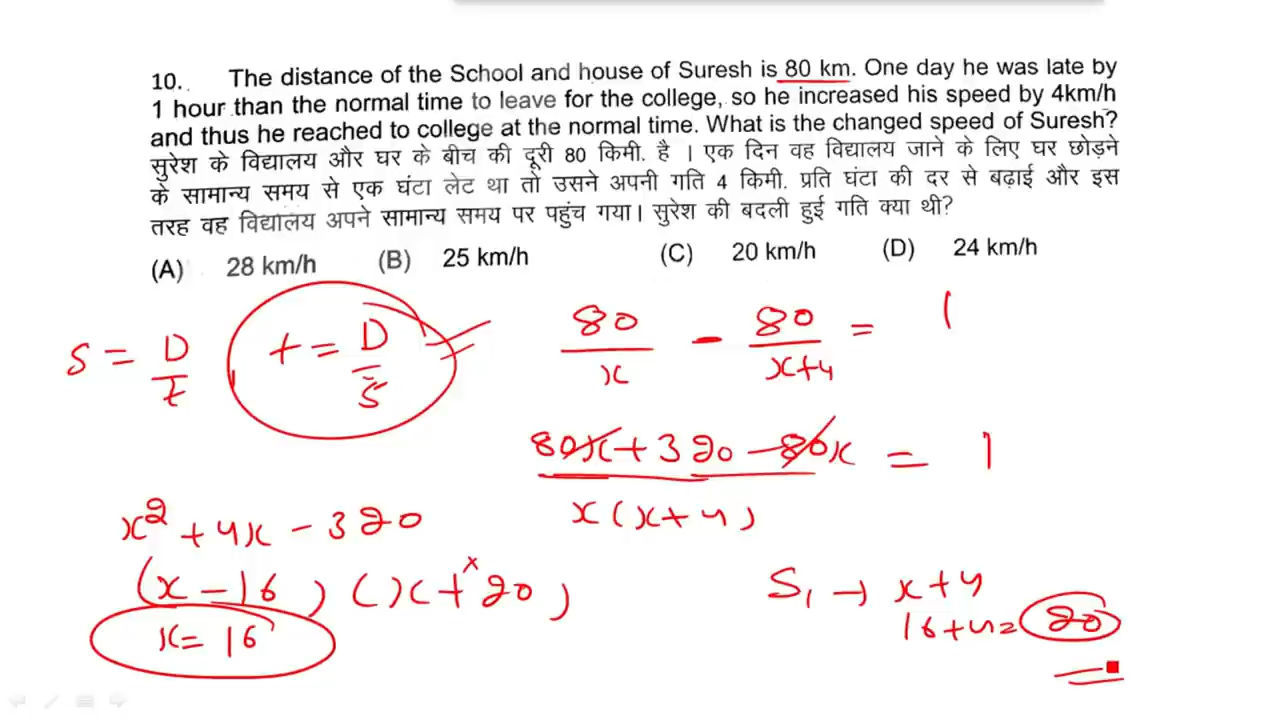 10. The distance of the School and house of Suresh is 80 km. One day he was late by
1 hour than the normal time to leave for the college, so he increased his speed by 4km/h
and thus he reached to college at the normal time. What is the changed speed of Suresh?
सुरेश के विद्यालय और घर के बीच की दूरी 80 किमी. है । एक दिन वह विद्यालय जाने के लिए घर छोड़ने
के सामान्य समय से एक घंटा लेट था तो उसने अपनी गति 4 किमी. प्रति घंटा की दर से बढ़ाई और इस
तरह वह विद्यालय अपने सामान्य समय पर पहुंच गया। सुरेश की बदली हुई गति क्या थी?
(A) 28 km/h (B) 25 km/h (C) 20 km/h (D) 24 km/h
S = D/t t = D/S 80/x - 80/x+4 = 1
80x + 320 - 80x / x(x+4) = 1
x² + 4x - 320
(x - 16) (x + 20)
x = 16
S₁ → x+4
16+4= 20